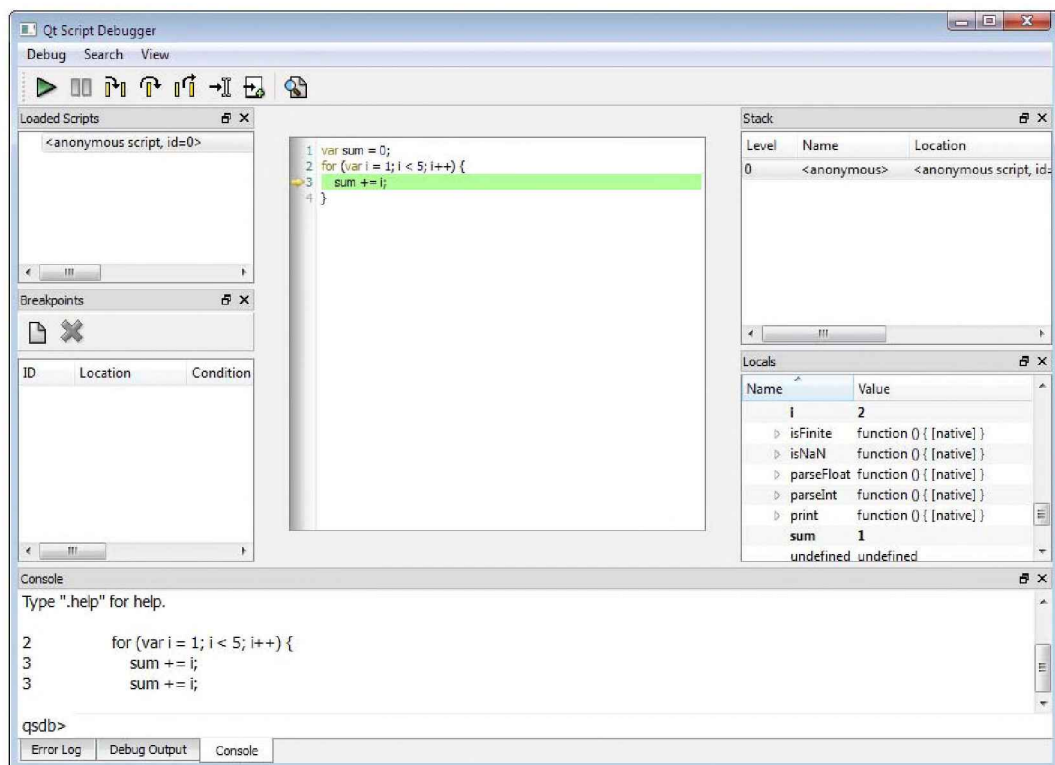 Qt Script Debugger
Debug Search View
Loaded Scripts
<anonymous script, id=0>
Breakpoints
ID Location Condition
1 var sum = 0;
2 for (var i = 1; i < 5; i++) {
3 sum += i;
4 }
Stack
Level Name Location
0 <anonymous> <anonymous script, id=
Locals
Name Value
i 2
isFinite function () { [native] }
isNaN function () { [native] }
parseFloat function () { [native] }
parseInt function () { [native] }
print function () { [native] }
sum 1
undefined undefined
Console
Type ".help" for help.
2 for (var i = 1; i < 5; i++) {
3 sum += i;
3 sum += i;
qsdb>
Error Log Debug Output Console